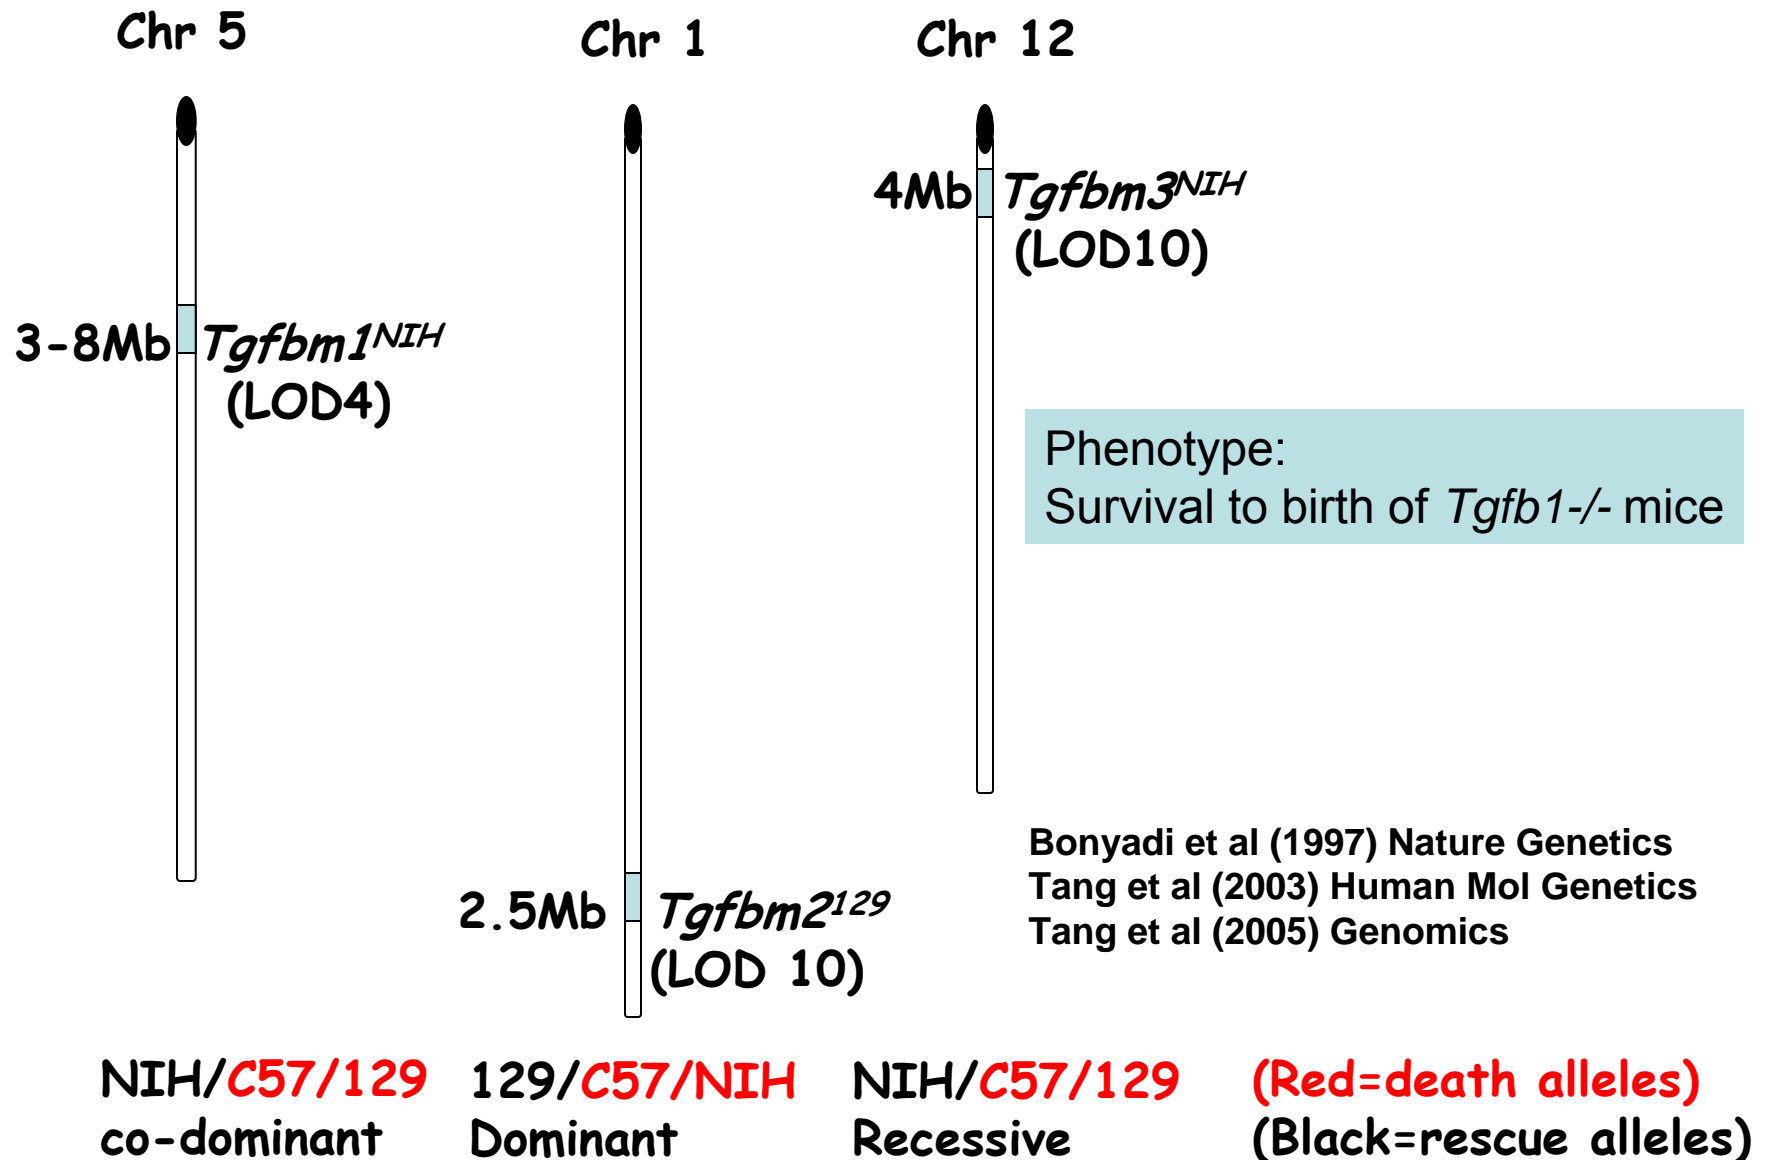 Chr 5
Chr 1
Chr 12
4Mb
Tgfbm3NIH
(LOD10)
3-8Mb
Tgfbm1NIH
(LOD4)
Phenotype:
Survival to birth of Tgfb1-/- mice
2.5Mb
Tgfbm2129
(LOD 10)
Bonyadi et al (1997) Nature Genetics
Tang et al (2003) Human Mol Genetics
Tang et al (2005) Genomics
NIH/C57/129
co-dominant
129/C57/NIH
Dominant
NIH/C57/129
Recessive
(Red=death alleles)
(Black=rescue alleles)